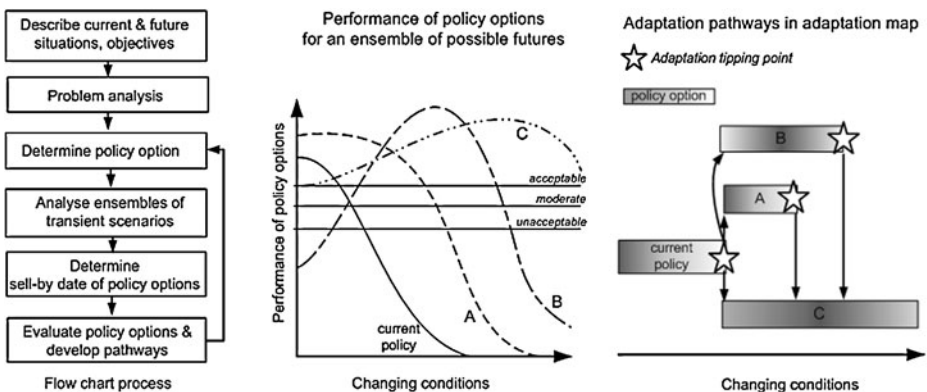 Describe current & future
situations, objectives
Problem analysis
Determine policy option
Analyse ensembles of
transient scenarios
Determine
sell-by date of policy options
Evaluate policy options &
develop pathways
Flow chart process
Performance of policy options
for an ensemble of possible futures
Performance of policy options
C
acceptable
moderate
unacceptable
A
B
current
policy
Changing conditions
Adaptation pathways in adaptation map
Adaptation tipping point
policy option
B
A
current
policy
C
Changing conditions